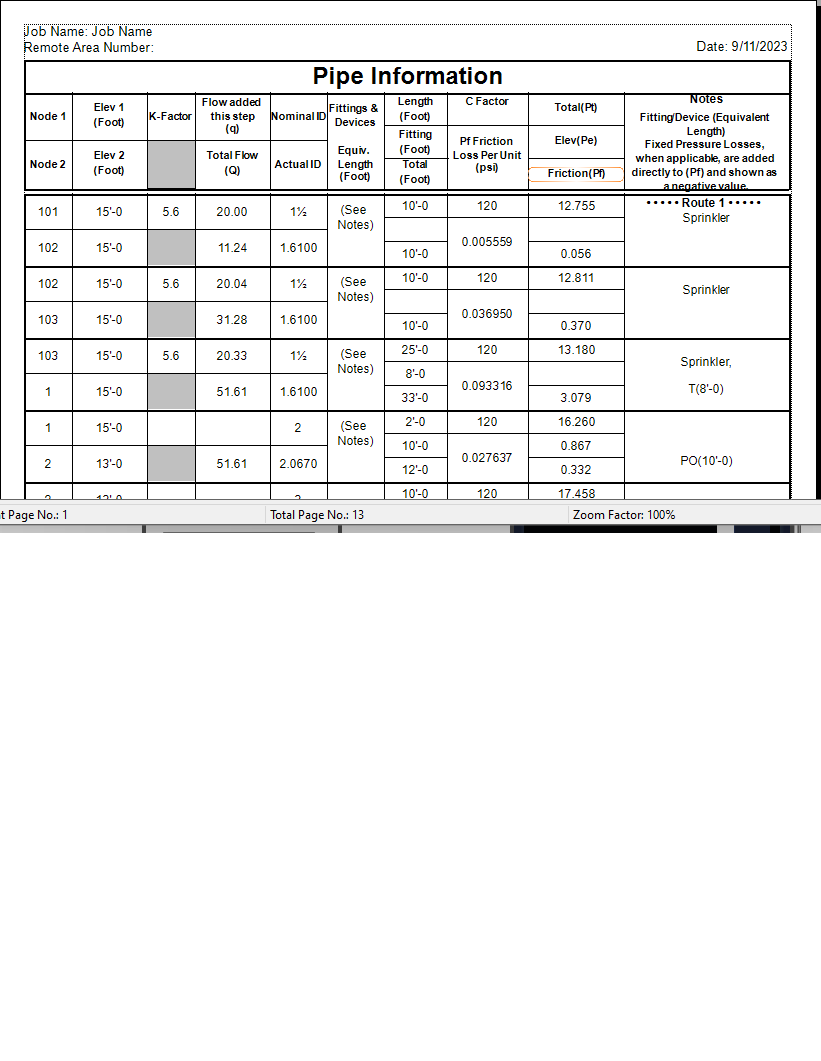 Job Name: Job Name
Remote Area Number:
Date: 9/11/2023
Pipe Information
Node 1
Elev 1
(Foot)
K-Factor
Flow added
this step
(q)
Nominal ID
Fittings &
Devices
Equiv.
Length
(Foot)
Length
(Foot)
C Factor
Total(Pt)
Notes
Fitting/Device (Equivalent
Length)
Fixed Pressure Losses,
when applicable, are added
directly to (Pf) and shown as
a negative value.
Fitting
(Foot)
Pf Friction
Loss Per Unit
(psi)
Elev(Pe)
Node 2
Elev 2
(Foot)
Total Flow
(Q)
Actual ID
Total
(Foot)
Friction(Pf)
101 15'-0 5.6 20.00 1½ (See
Notes) 10'-0 120 12.755 ••••• Route 1 •••••
Sprinkler
0.005559
102 15'-0 11.24 1.6100 10'-0 0.056
102 15'-0 5.6 20.04 1½ (See
Notes) 10'-0 120 12.811
Sprinkler
0.036950
103 15'-0 31.28 1.6100 10'-0 0.370
103 15'-0 5.6 20.33 1½ (See
Notes) 25'-0 120 13.180
Sprinkler,
8'-0 0.093316 T(8'-0)
1 15'-0 51.61 1.6100 33'-0 3.079
1 15'-0 2 (See
Notes) 2'-0 120 16.260
10'-0 0.027637 0.867
PO(10'-0)
2 13'-0 51.61 2.0670 12'-0 0.332
10'-0 120 17.458
t Page No.: 1
Total Page No.: 13
Zoom Factor: 100%